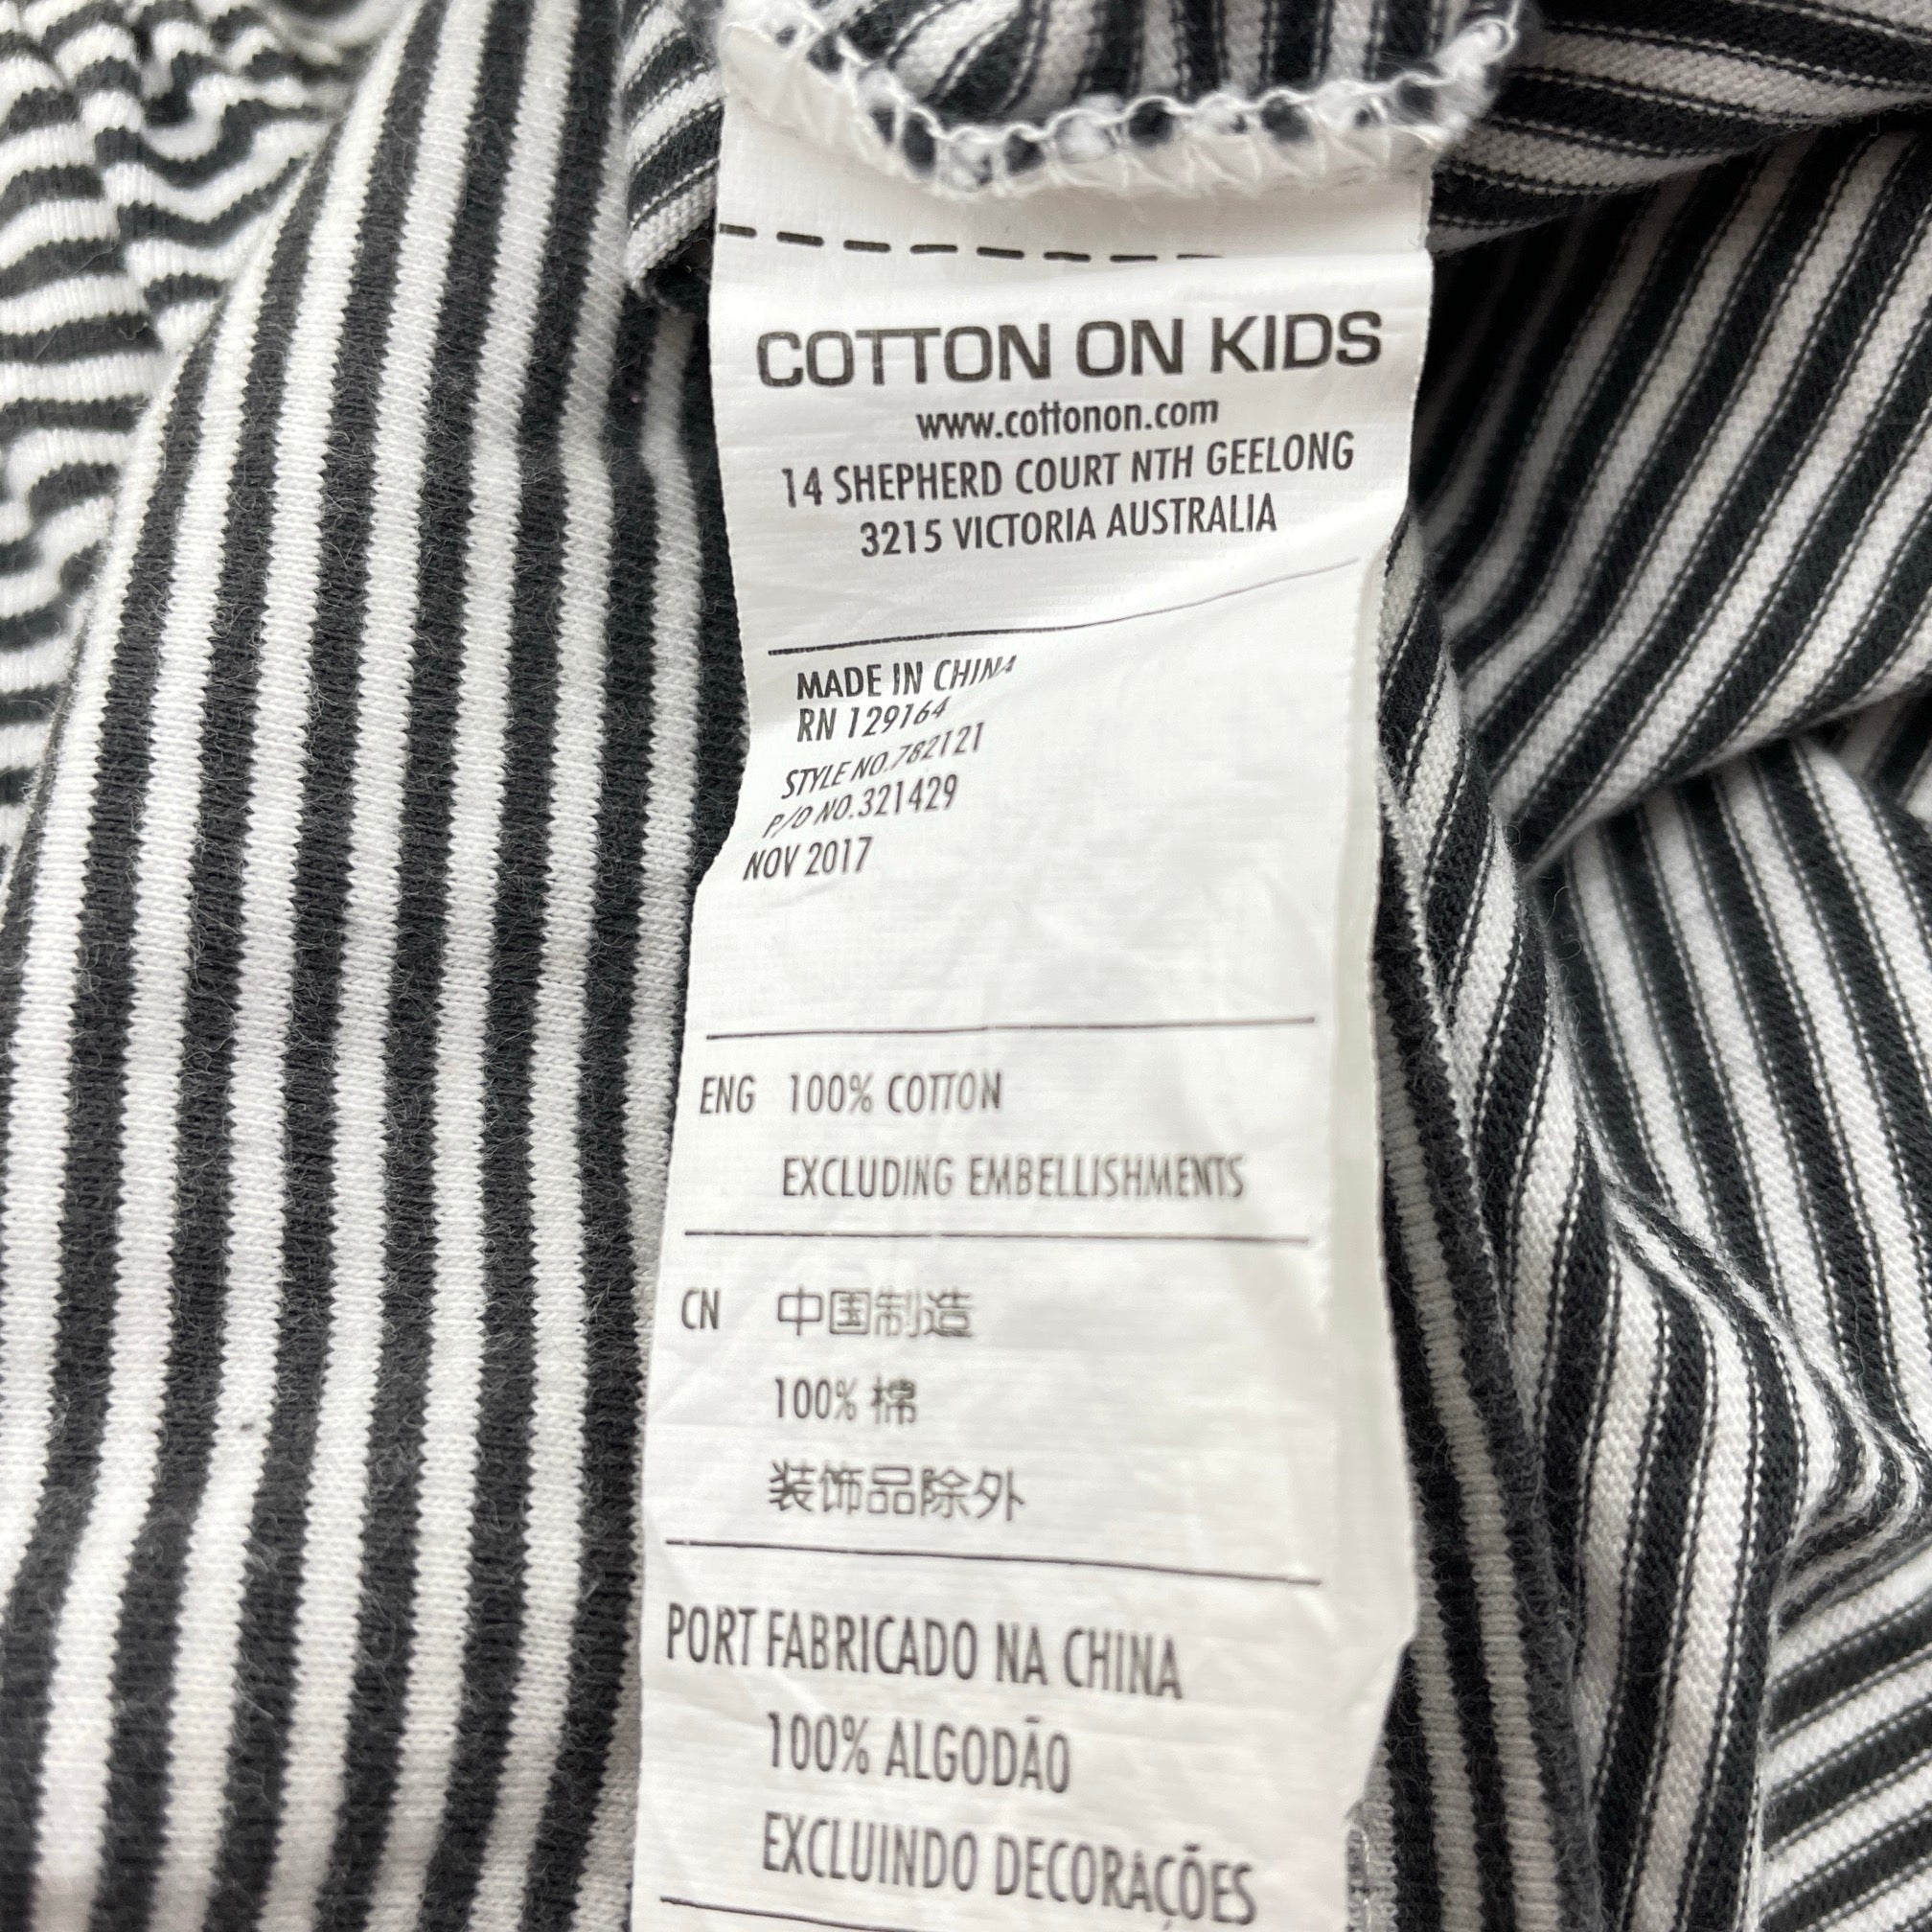 COTTON ON KIDS
www.cottonon.com
14 SHEPHERD COURT NTH GEELONG
3215 VICTORIA AUSTRALIA
MADE IN CHINA
RN 129164
STYLE NO.782121
P/O NO.321429
NOV 2017
ENG 100% COTTON
EXCLUDING EMBELLISHMENTS
CN 中国制造
100% 棉
装饰品除外
PORT FABRICADO NA CHINA
100% ALGODÃO
EXCLUINDO DECORAÇÕES